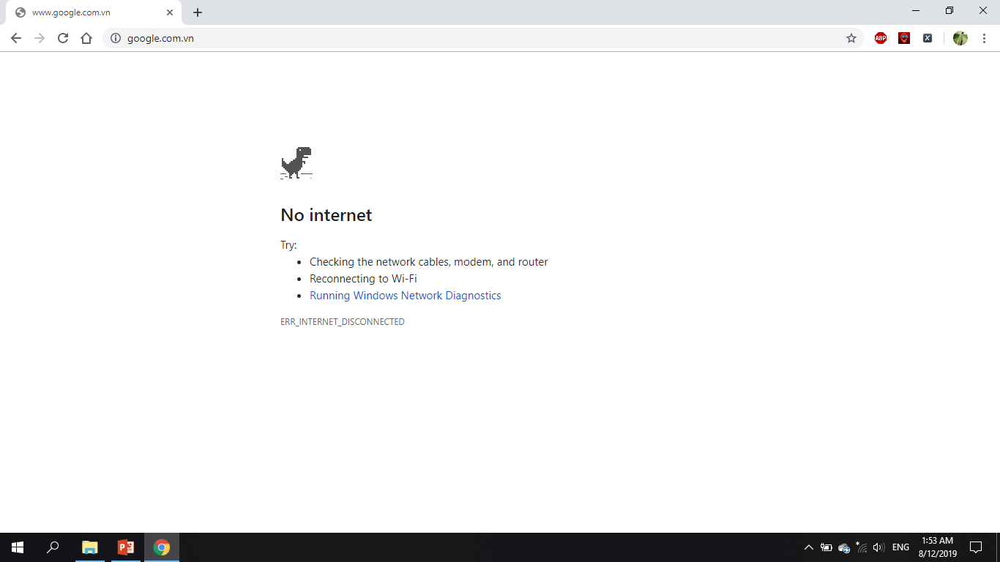 www.google.com.vn
google.com.vn
ABP
X
No internet
Try:
• Checking the network cables, modem, and router
• Reconnecting to Wi-Fi
• Running Windows Network Diagnostics
ERR_INTERNET_DISCONNECTED
P
ENG
1:53 AM
8/12/2019